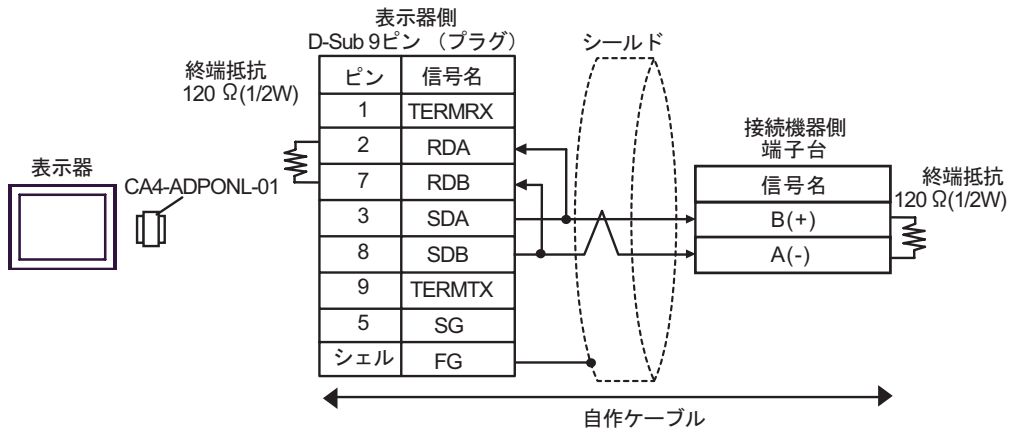 表示器側
D-Sub 9ピン （プラグ）
シールド
終端抵抗
120 Ω(1/2W)
ピン 信号名
1 TERMRX
2 RDA
7 RDB
3 SDA
8 SDB
9 TERMTX
5 SG
シェル FG
表示器
CA4-ADPONL-01
接続機器側
端子台
信号名
B(+)
A(-)
終端抵抗
120 Ω(1/2W)
自作ケーブル